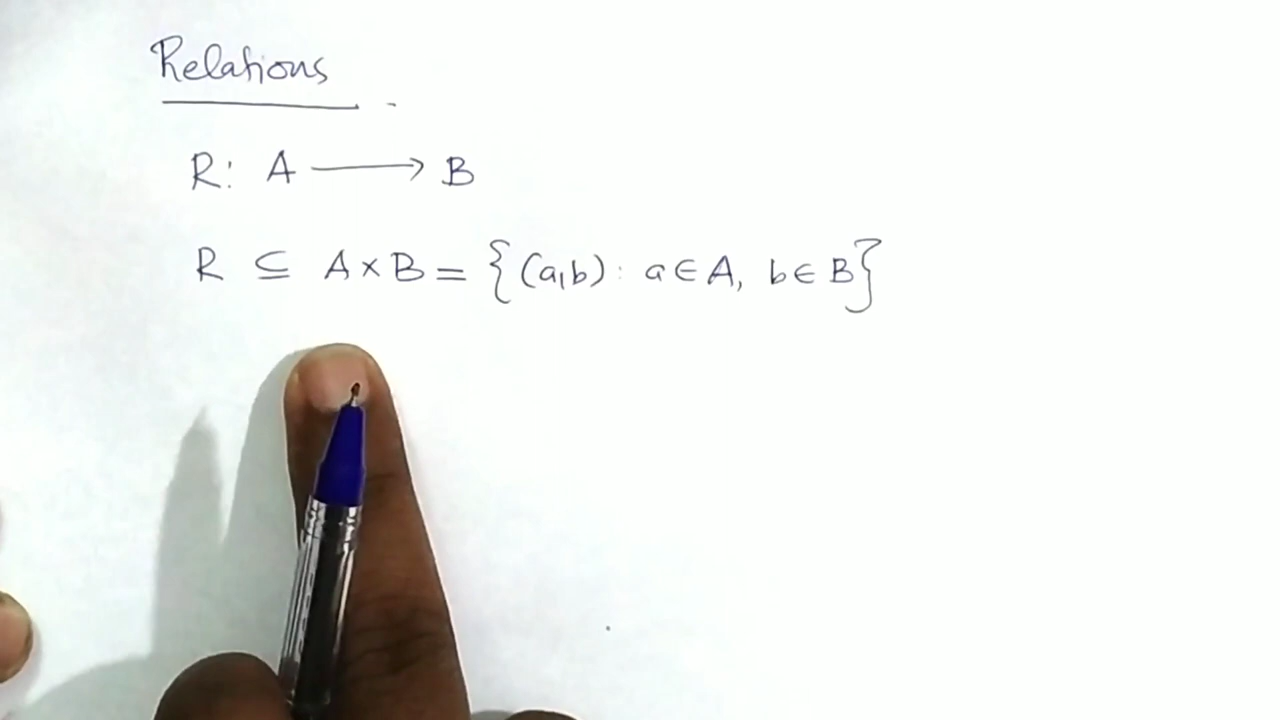 Relations
R: A ⟶ B
R ⊆ A × B = {(a,b) : a ∈ A, b ∈ B}